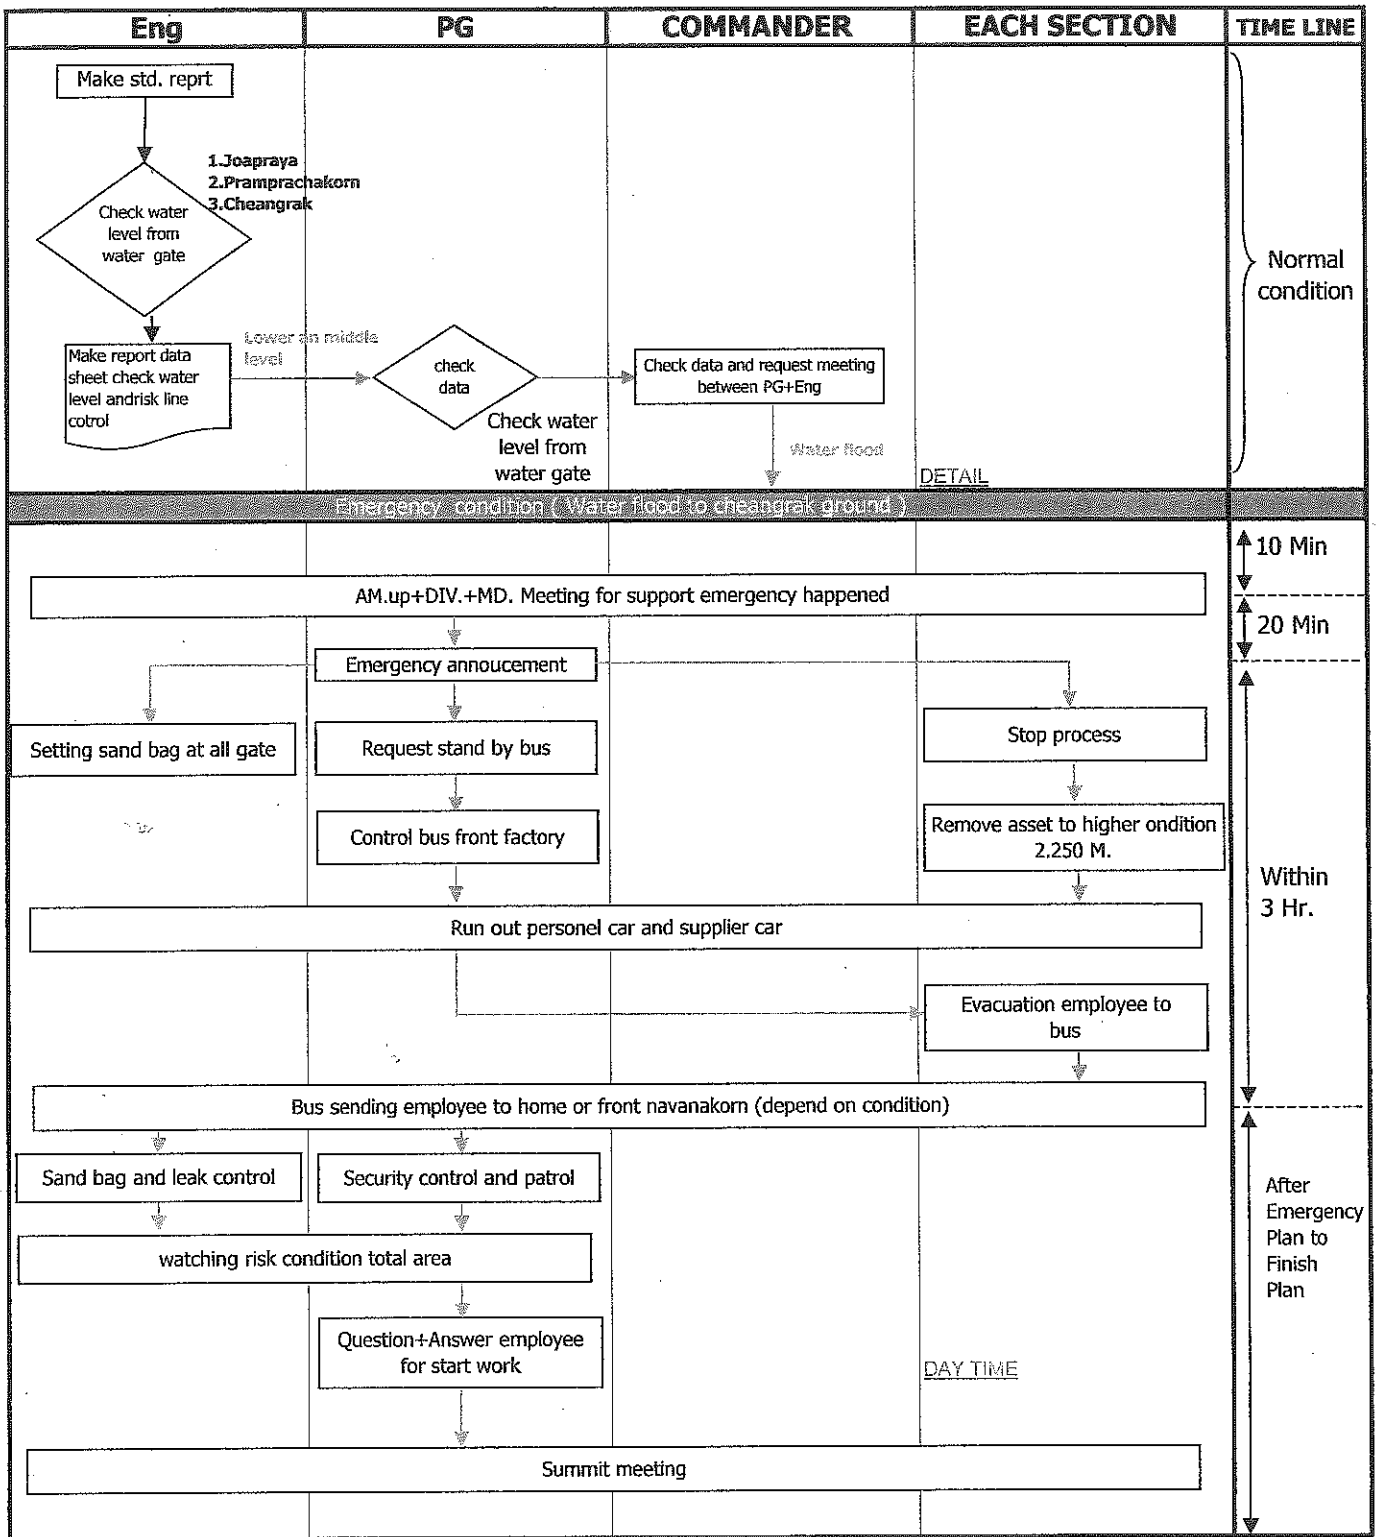 Eng PG COMMANDER EACH SECTION TIME LINE
Make std. reprt
1.Joapraya
2.Pramprachakorn
3.Cheangrak
Check water
level from
water gate
Normal
condition
Lower an middle
level
Make report data
sheet check water
level andrisk line
cotrol
check
data
Check data and request meeting
between PG+Eng
Check water
level from
water gate
Water flood
DETAIL
Emergency condition ( Water flood to cheangrak ground )
10 Min
AM.up+DIV.+MD. Meeting for support emergency happened
20 Min
Emergency annoucement
Setting sand bag at all gate
Request stand by bus
Stop process
Control bus front factory
Remove asset to higher ondition
2.250 M.
Within
3 Hr.
Run out personel car and supplier car
Evacuation employee to
bus
Bus sending employee to home or front navanakorn (depend on condition)
Sand bag and leak control
Security control and patrol
After
Emergency
Plan to
Finish
Plan
watching risk condition total area
Question+Answer employee
for start work
DAY TIME
Summit meeting